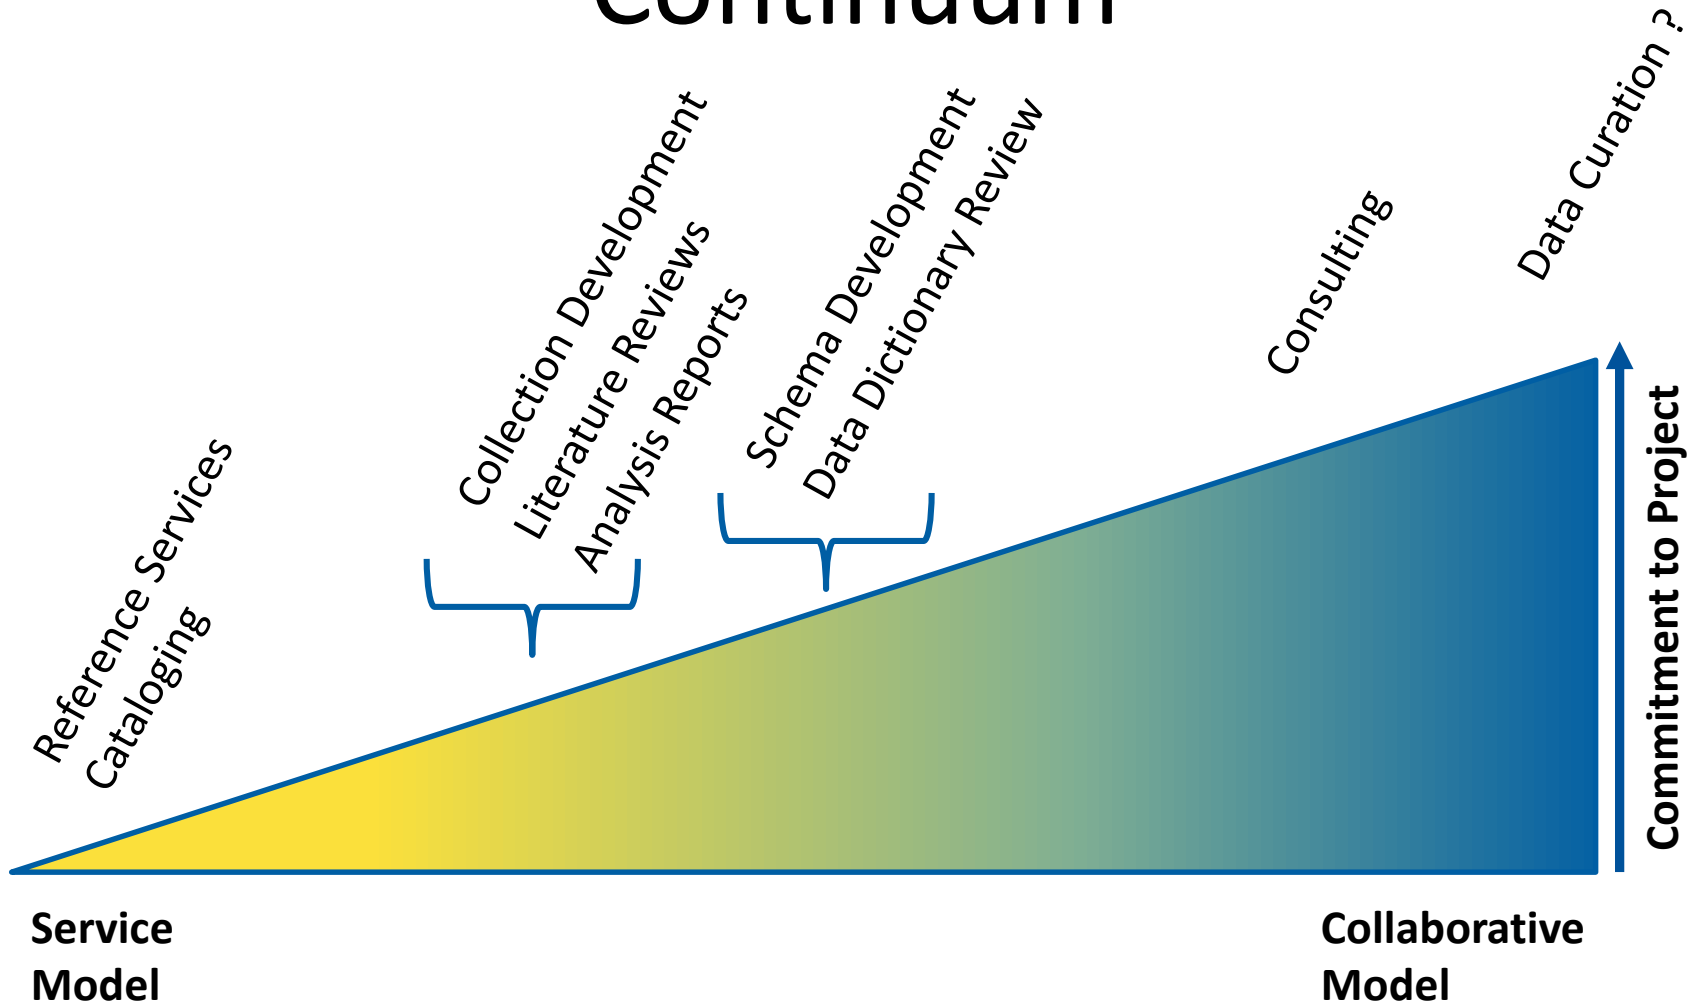 Continuum
Reference Services
Cataloging
Collection Development
Literature Reviews
Analysis Reports
Schema Development
Data Dictionary Review
Consulting
Data Curation ?
Commitment to Project
Service
Model
Collaborative
Model